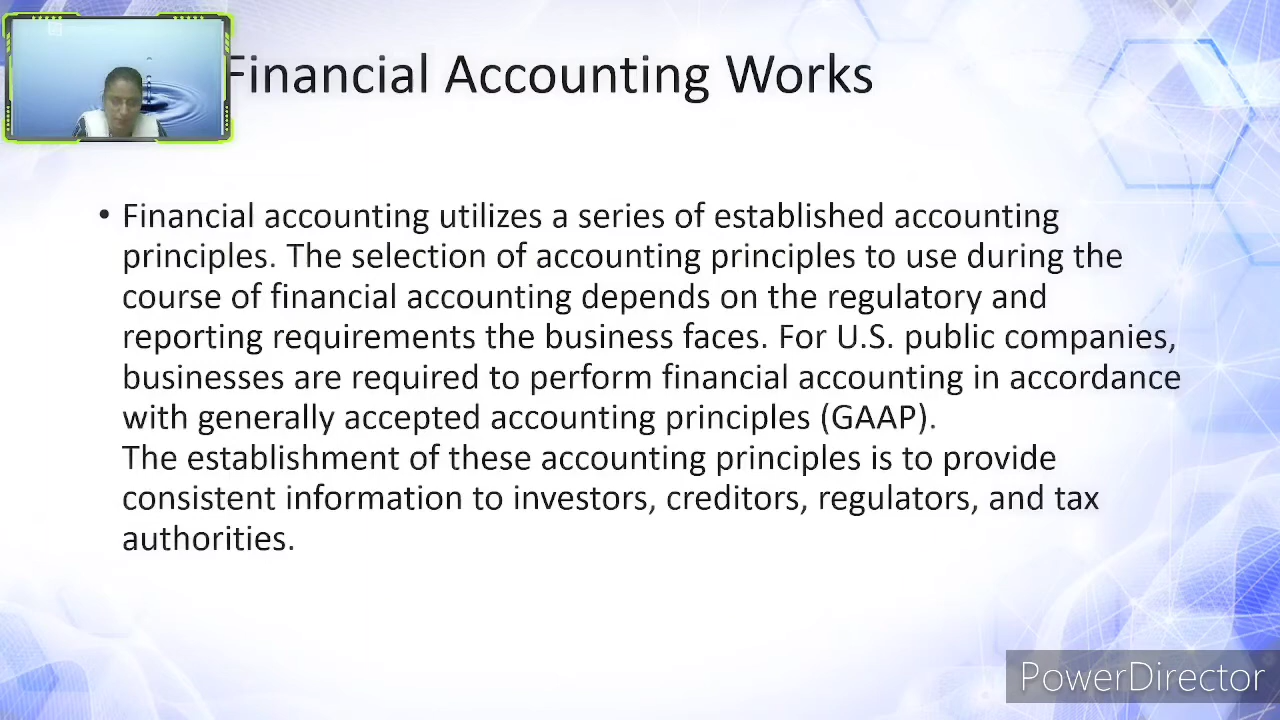 Financial Accounting Works
• Financial accounting utilizes a series of established accounting
principles. The selection of accounting principles to use during the
course of financial accounting depends on the regulatory and
reporting requirements the business faces. For U.S. public companies,
businesses are required to perform financial accounting in accordance
with generally accepted accounting principles (GAAP).
The establishment of these accounting principles is to provide
consistent information to investors, creditors, regulators, and tax
authorities.
PowerDirector